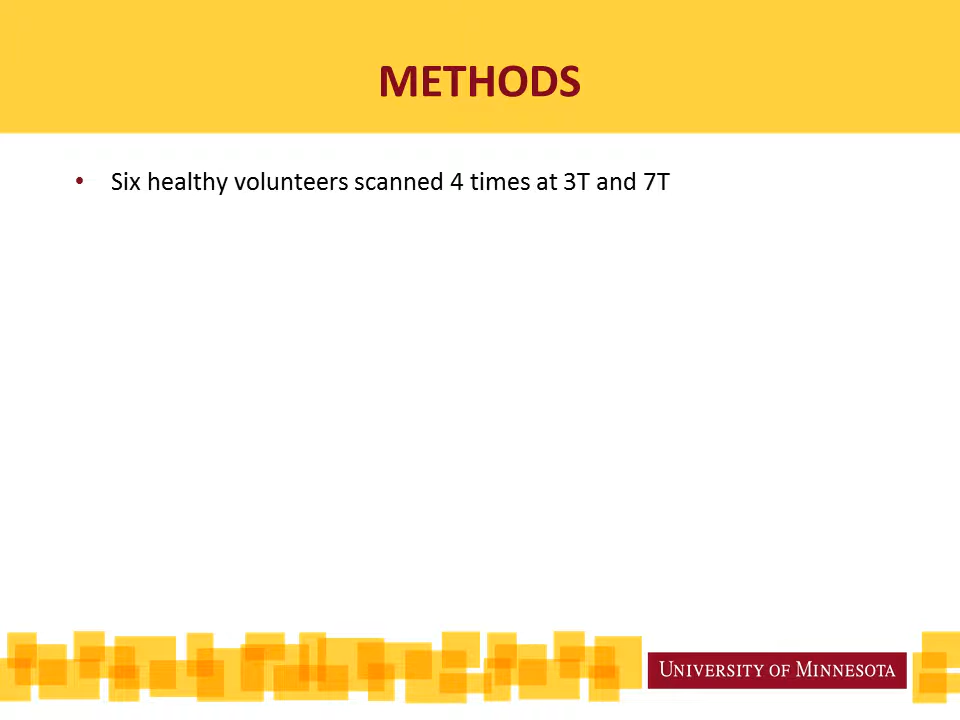 METHODS
• Six healthy volunteers scanned 4 times at 3T and 7T
UNIVERSITY OF MINNESOTA